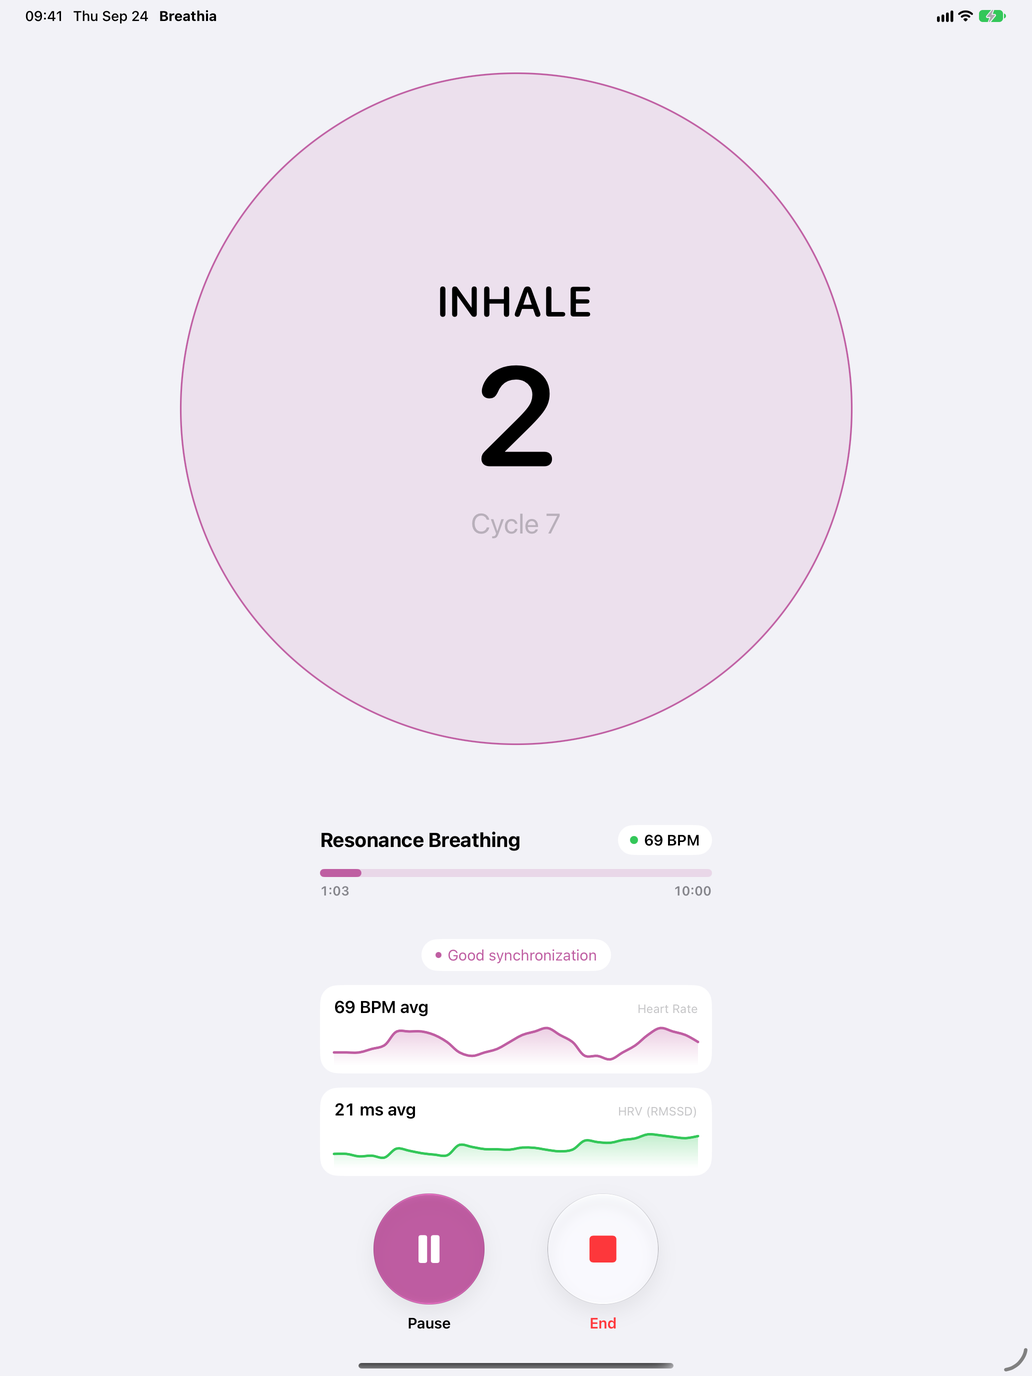 09:41 Thu Sep 24 Breathia
INHALE
2
Cycle 7
Resonance Breathing
69 BPM
1:03
10:00
Good synchronization
69 BPM avg
Heart Rate
21 ms avg
HRV (RMSSD)
Pause
End